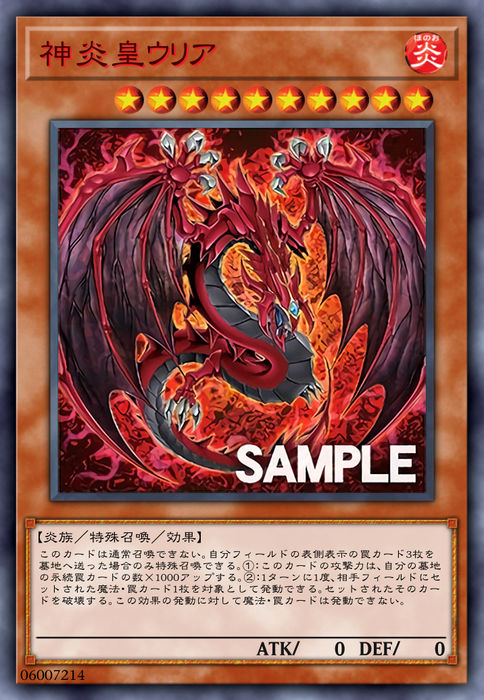 神炎皇ウリア
ほのお
炎
SAMPLE
【炎族／特殊召喚／効果】
このカードは通常召喚できない。自分フィールドの表側表示の罠カード3枚を
墓地へ送った場合のみ特殊召喚できる。①：このカードの攻撃力は、自分の墓地
の永続罠カードの数×1000アップする。②：1ターンに1度、相手フィールドにセ
ットされた魔法・罠カード1枚を対象として発動できる。セットされたそのカー
ドを破壊する。この効果の発動に対して魔法・罠カードは発動できない。
ATK/ 0 DEF/ 0
06007214